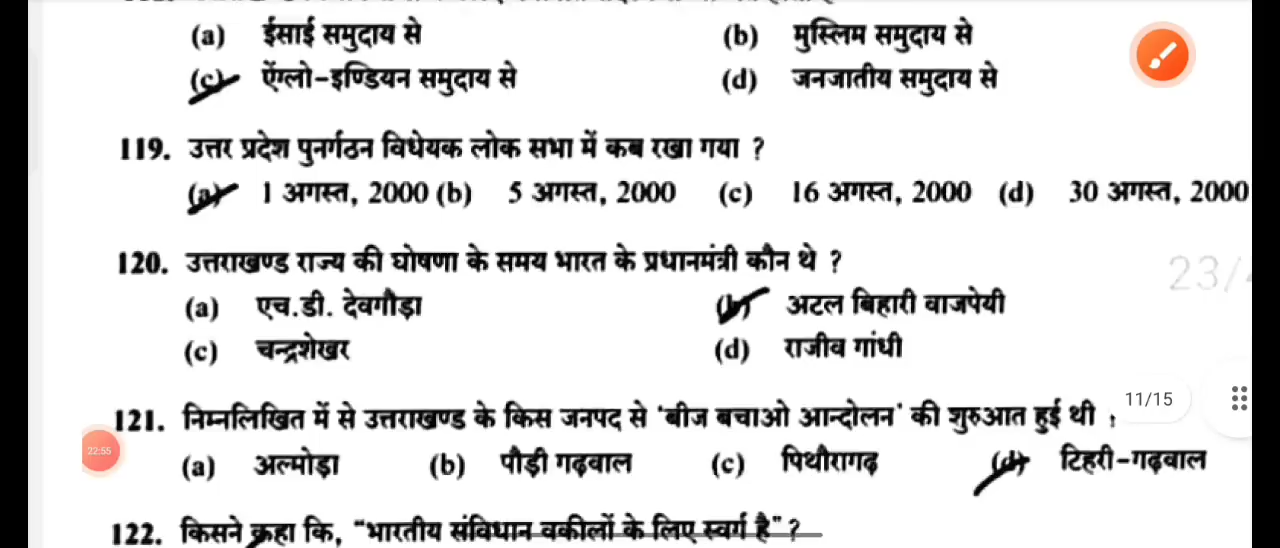 (a) ईसाई समुदाय से (b) मुस्लिम समुदाय से
(c) ऐंग्लो-इण्डियन समुदाय से (d) जनजातीय समुदाय से
119. उत्तर प्रदेश पुनर्गठन विधेयक लोक सभा में कब रखा गया ?
(a) 1 अगस्त, 2000 (b) 5 अगस्त, 2000 (c) 16 अगस्त, 2000 (d) 30 अगस्त, 2000
120. उत्तराखण्ड राज्य की घोषणा के समय भारत के प्रधानमंत्री कौन थे ?
23/
(a) एच.डी. देवगौड़ा (b) अटल बिहारी वाजपेयी
(c) चन्द्रशेखर (d) राजीव गांधी
11/15
121. निम्नलिखित में से उत्तराखण्ड के किस जनपद से 'बीज बचाओ आन्दोलन' की शुरुआत हुई थी
22:55
(a) अल्मोड़ा (b) पौड़ी गढ़वाल (c) पिथौरागढ़ (d) टिहरी-गढ़वाल
122. किसने कहा कि, "भारतीय संविधान वकीलों के लिए स्वर्ग है" ?